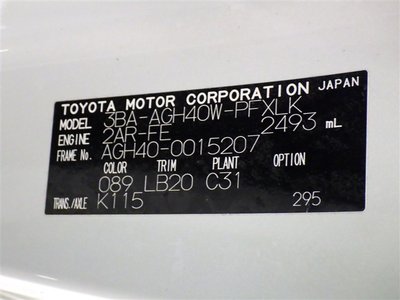 TOYOTA MOTOR CORPORATION JAPAN
MODEL 3BA-AGH40W-PFXLK
ENGINE 2AR-FE 2493 mL
FRAME No. AGH40-0015207
COLOR TRIM PLANT OPTION
089 LB20 C31
TRANS./AXLE K115 295